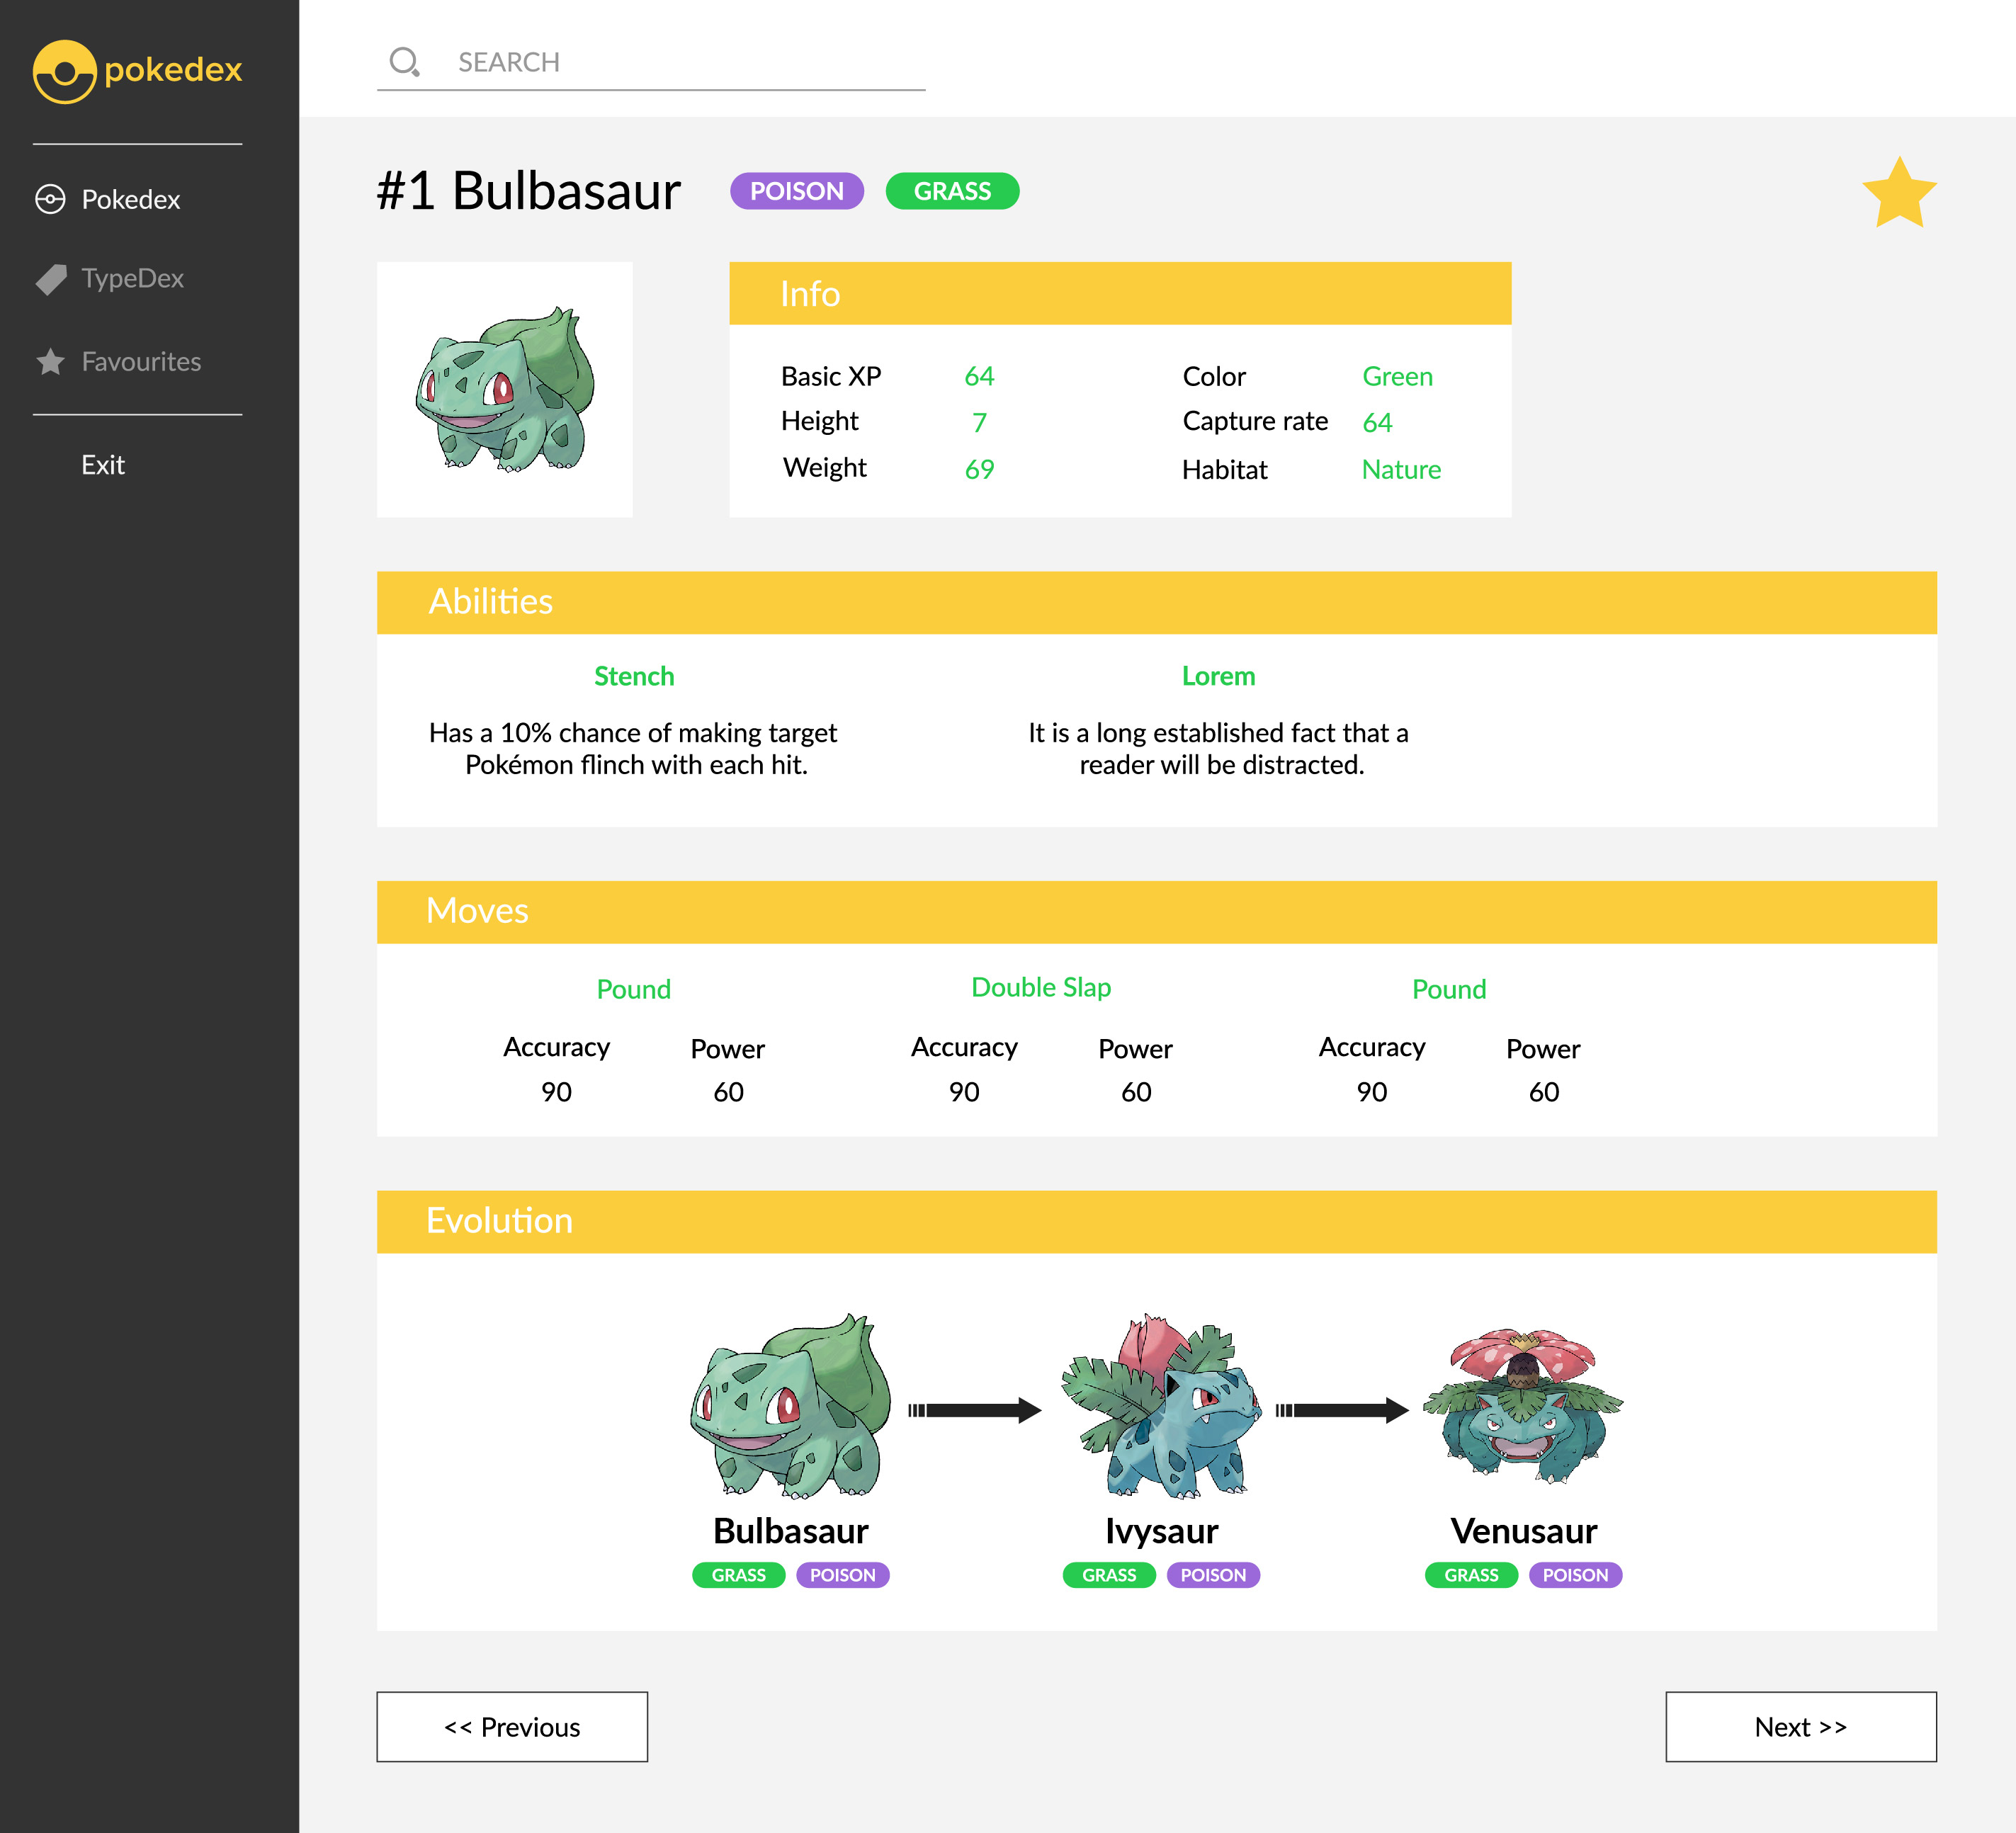 pokedex
Pokedex
TypeDex
Favourites
Exit
SEARCH
#1 Bulbasaur POISON GRASS
Info
Basic XP 64 Color Green
Height 7 Capture rate 64
Weight 69 Habitat Nature
Abilities
Stench Lorem
Has a 10% chance of making target It is a long established fact that a
Pokémon flinch with each hit. reader will be distracted.
Moves
Pound Double Slap Pound
Accuracy Power Accuracy Power Accuracy Power
90 60 90 60 90 60
Evolution
Bulbasaur Ivysaur Venusaur
GRASS POISON GRASS POISON GRASS POISON
<< Previous Next >>